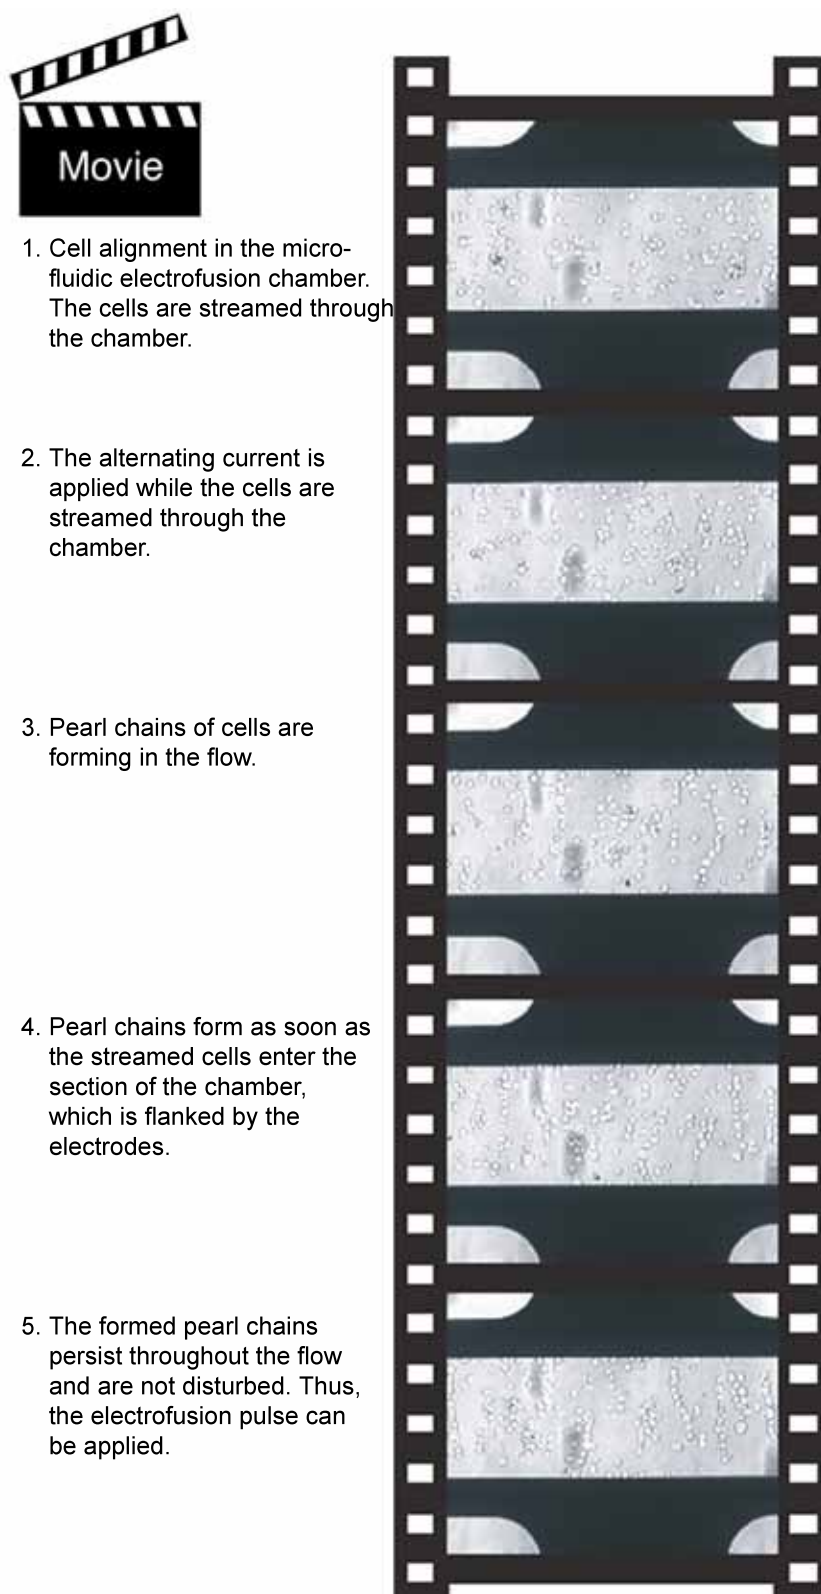 Movie
1. Cell alignment in the micro-
fluidic electrofusion chamber.
The cells are streamed through
the chamber.
2. The alternating current is
applied while the cells are
streamed through the
chamber.
3. Pearl chains of cells are
forming in the flow.
4. Pearl chains form as soon as
the streamed cells enter the
section of the chamber,
which is flanked by the
electrodes.
5. The formed pearl chains
persist throughout the flow
and are not disturbed. Thus,
the electrofusion pulse can
be applied.